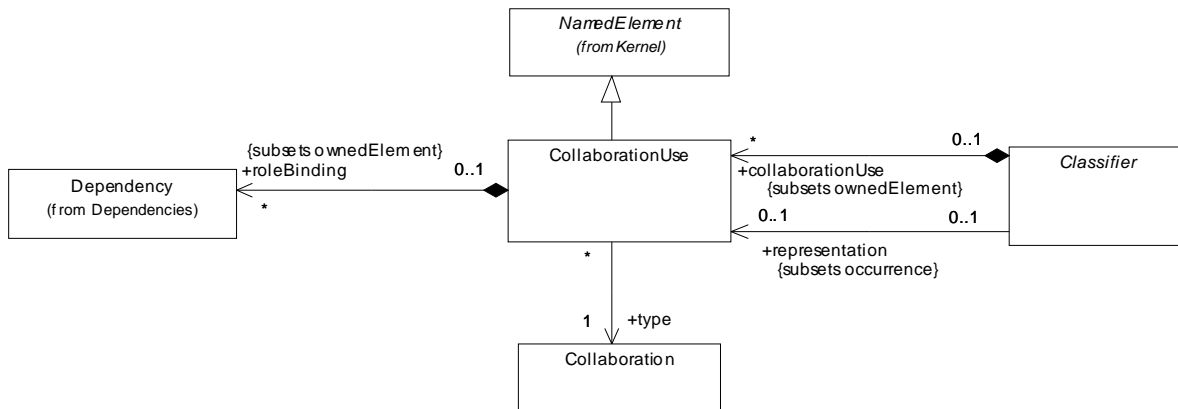 NamedElement
(from Kernel)
{subsets ownedElement}
+roleBinding
0..1
*
Dependency
(from Dependencies)
CollaborationUse
*
0..1
+collaborationUse
{subsets ownedElement}
Classifier
0..1
0..1
+representation
{subsets occurrence}
*
1
+type
Collaboration